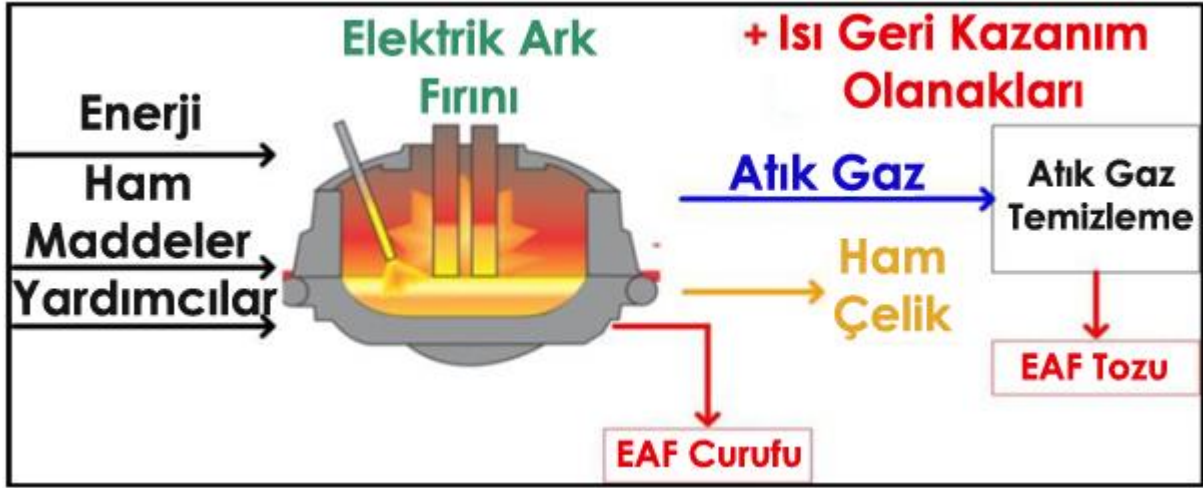 Elektrik Ark
Fırını
+ Isı Geri Kazanım
Olanakları
Enerji
Ham
Maddeler
Yardımcılar
Atık Gaz
Atık Gaz
Temizleme
Ham
Çelik
EAF Tozu
EAF Curufu